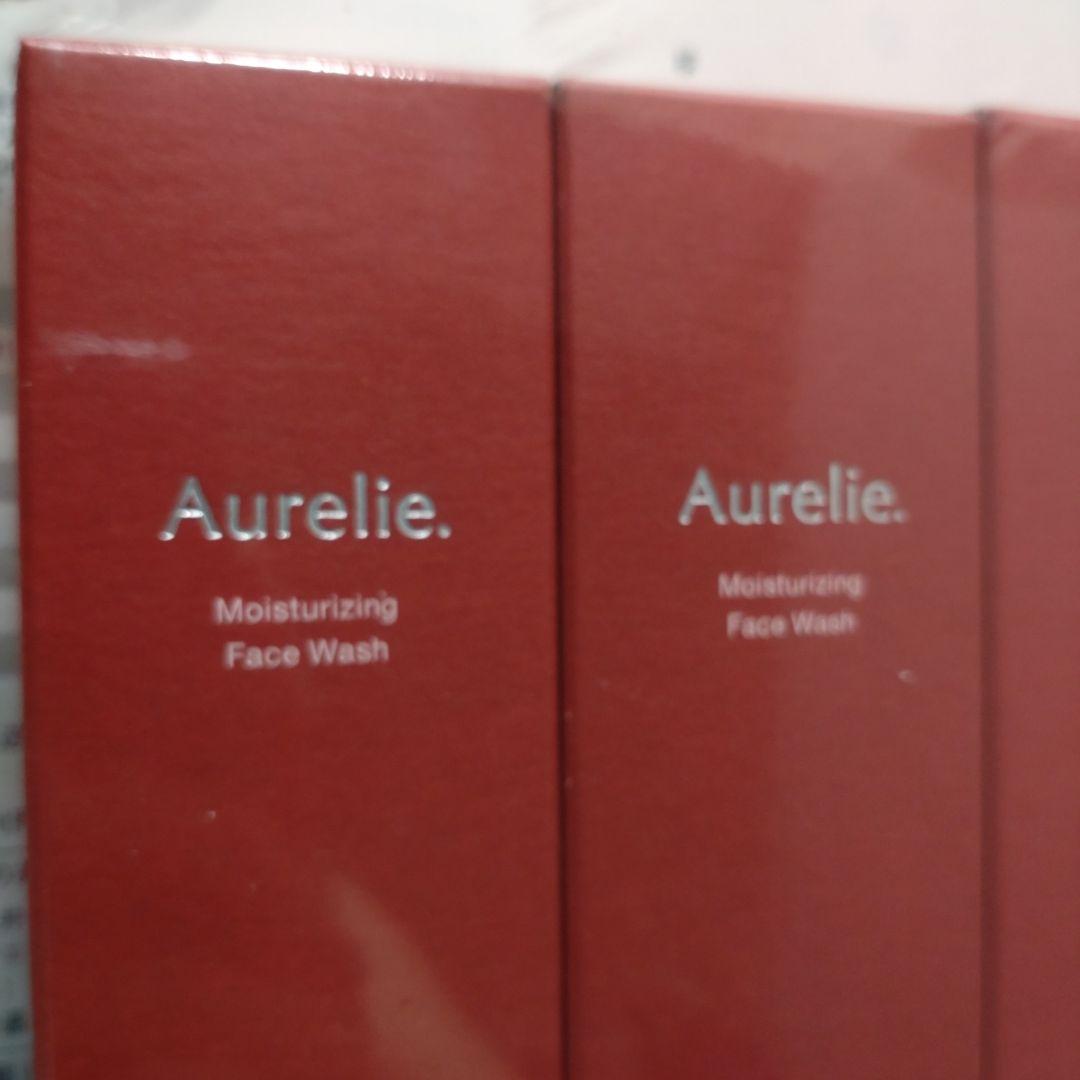 Aurelie.
Moisturizing
Face Wash
Aurelie.
Moisturizing
Face Wash